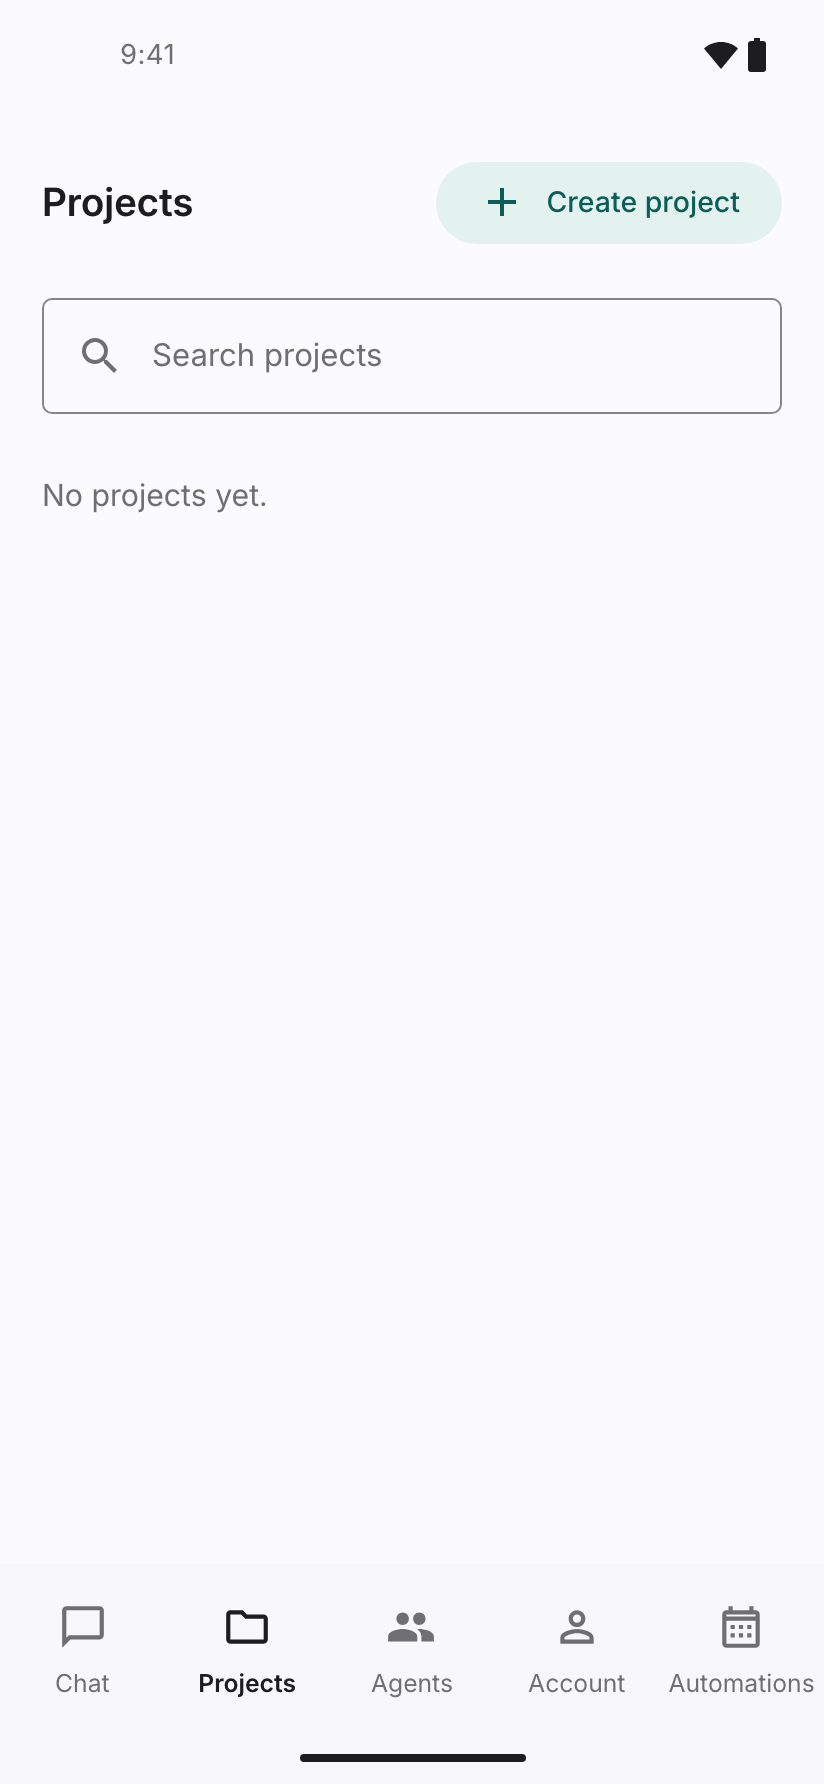 9:41
Projects
Create project
Search projects
No projects yet.
Chat
Projects
Agents
Account
Automations